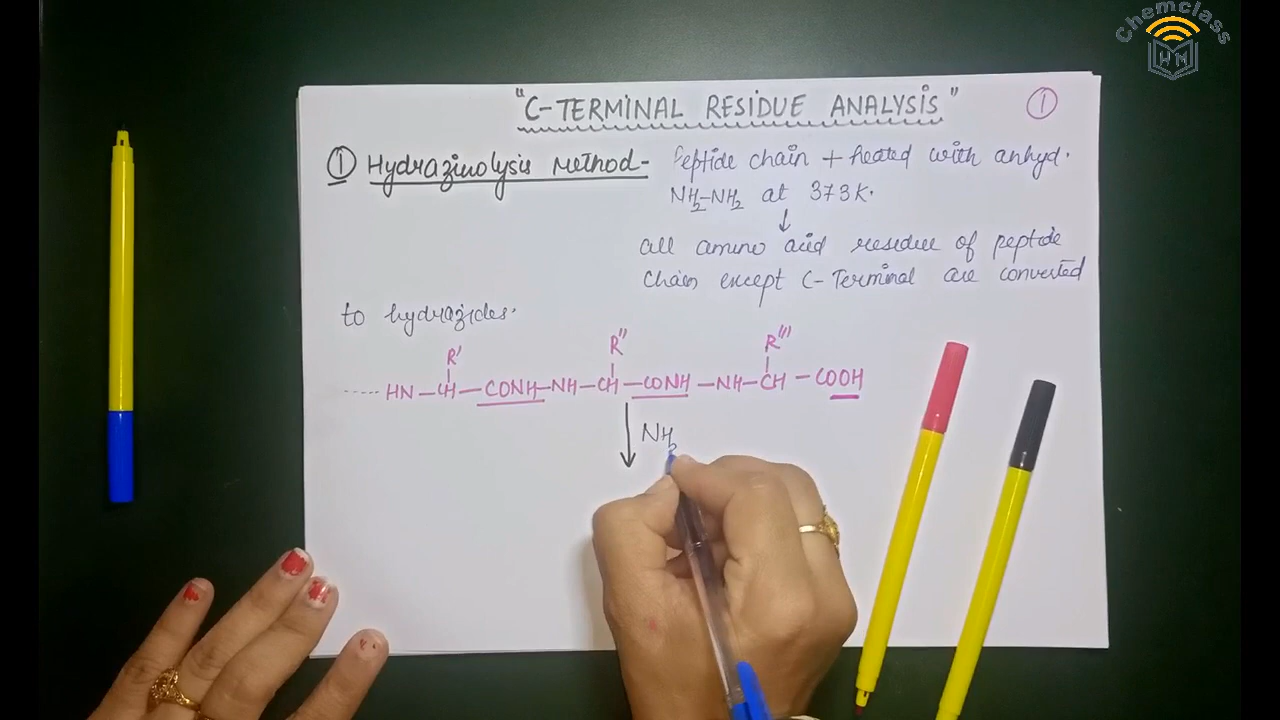 Chemclass
HM
"C-TERMINAL RESIDUE ANALYSIS" ①
① Hydrazinolysis Method- Peptide chain + heated with anhyd.
NH₂-NH₂ at 373K.
↓
all amino acid residue of peptide
Chain except C-Terminal are converted
to hydrazides.
R' R'' R'''
-----HN-CH-CONH-NH-CH-CONH-NH-CH-COOH
↓ NH₂